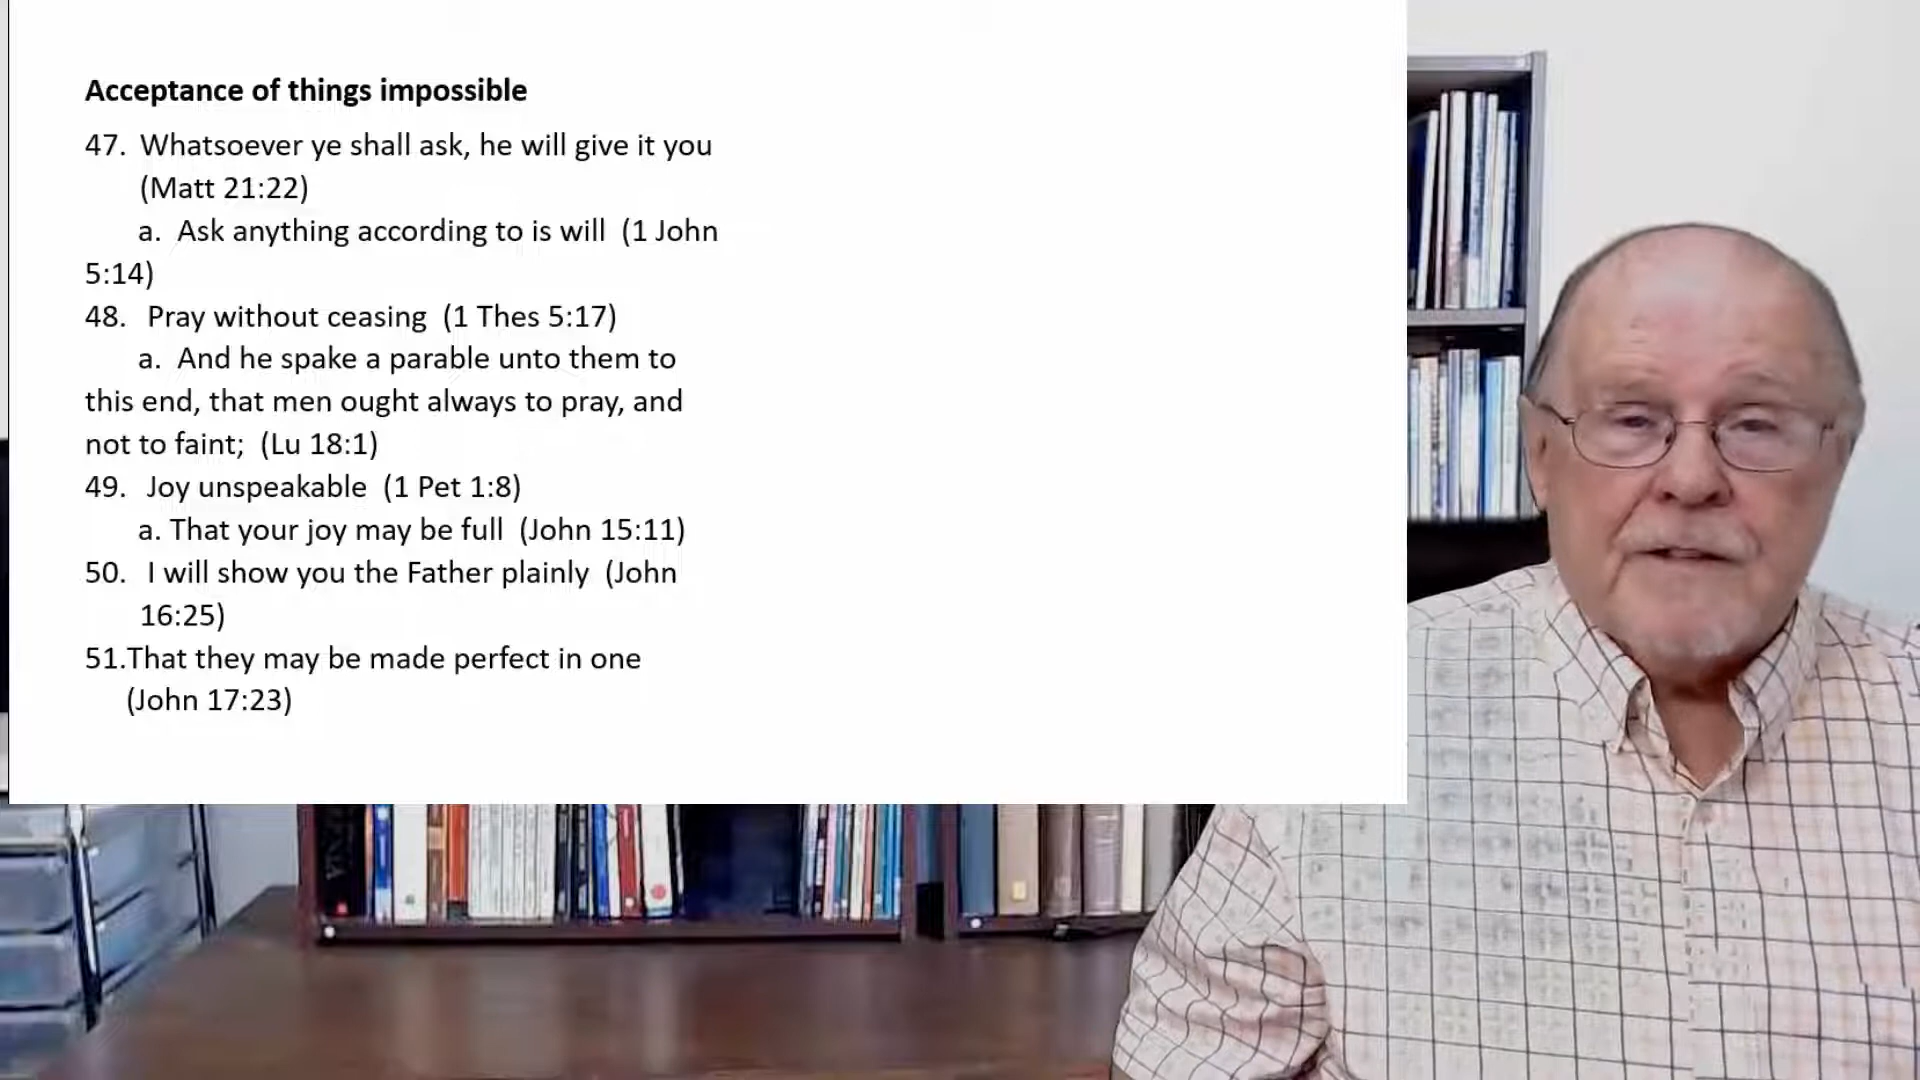 Acceptance of things impossible
47. Whatsoever ye shall ask, he will give it you
(Matt 21:22)
a. Ask anything according to is will (1 John
5:14)
48. Pray without ceasing (1 Thes 5:17)
a. And he spake a parable unto them to
this end, that men ought always to pray, and
not to faint; (Lu 18:1)
49. Joy unspeakable (1 Pet 1:8)
a. That your joy may be full (John 15:11)
50. I will show you the Father plainly (John
16:25)
51.That they may be made perfect in one
(John 17:23)